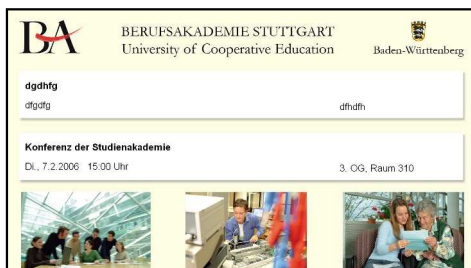 BA
BERUFSAKADEMIE STUTTGART
University of Cooperative Education
Baden-Württemberg
dgdhfg
dfgdfg dfhdfh
Konferenz der Studienakademie
Di., 7.2.2006 15:00 Uhr 3. OG, Raum 310